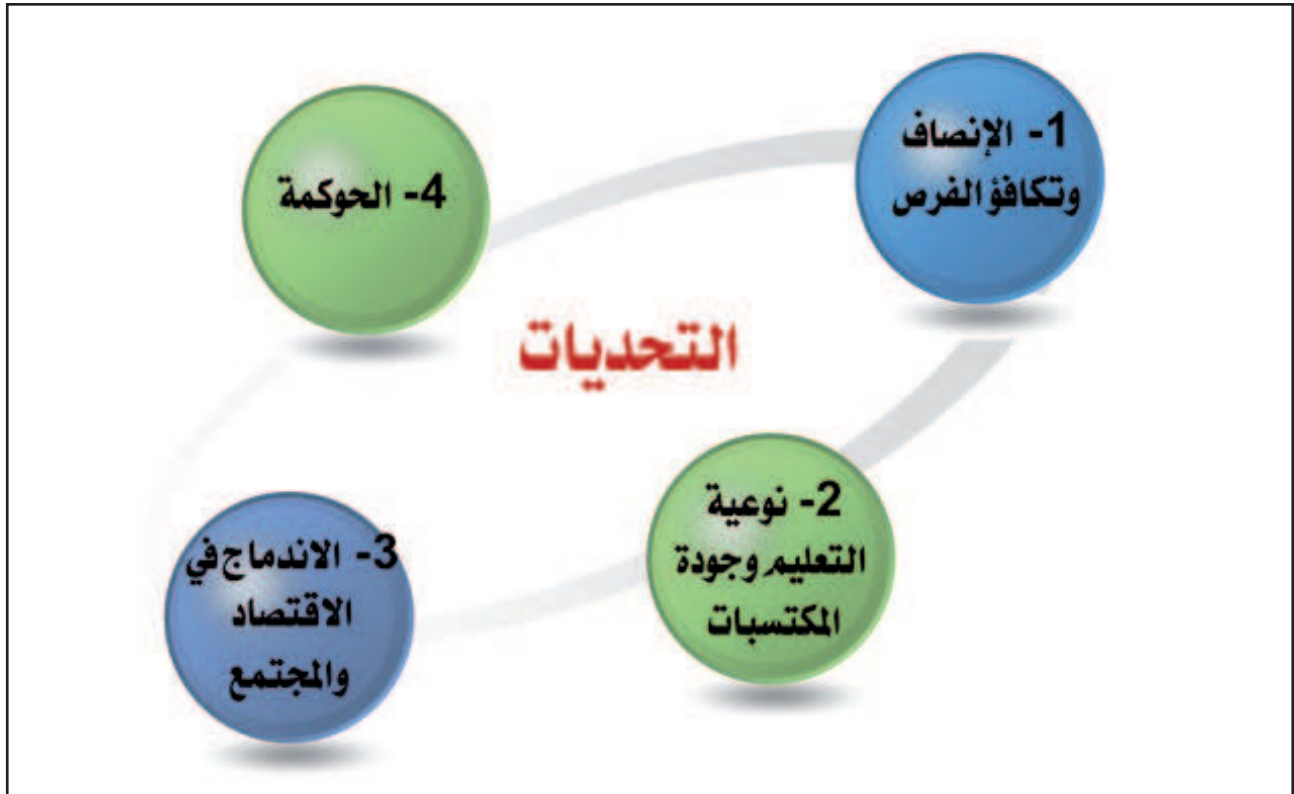 1- الإنصاف
وتكافؤ الفرص
4- الحوكمة
التحديات
2- نوعية
التعليم وجودة
المكتسبات
3- الاندماج في
الاقتصاد
والمجتمع